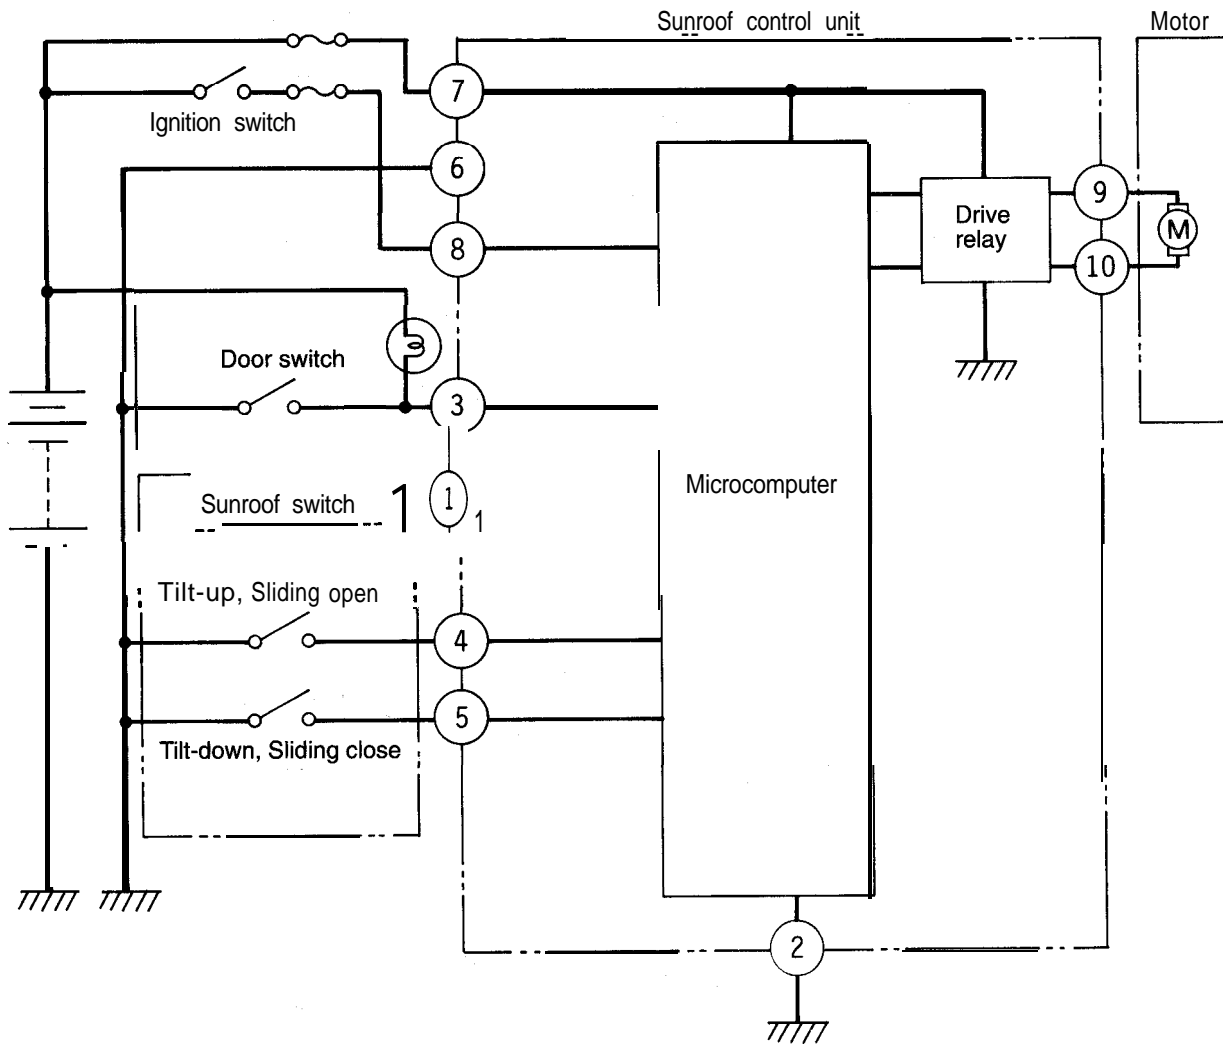 Sunroof control unit
Motor
7
Ignition switch
6
9
Drive
relay
M
8
10
Door switch
3
Microcomputer
Sunroof switch 1
1
1
Tilt-up, Sliding open
4
5
Tilt-down, Sliding close
2